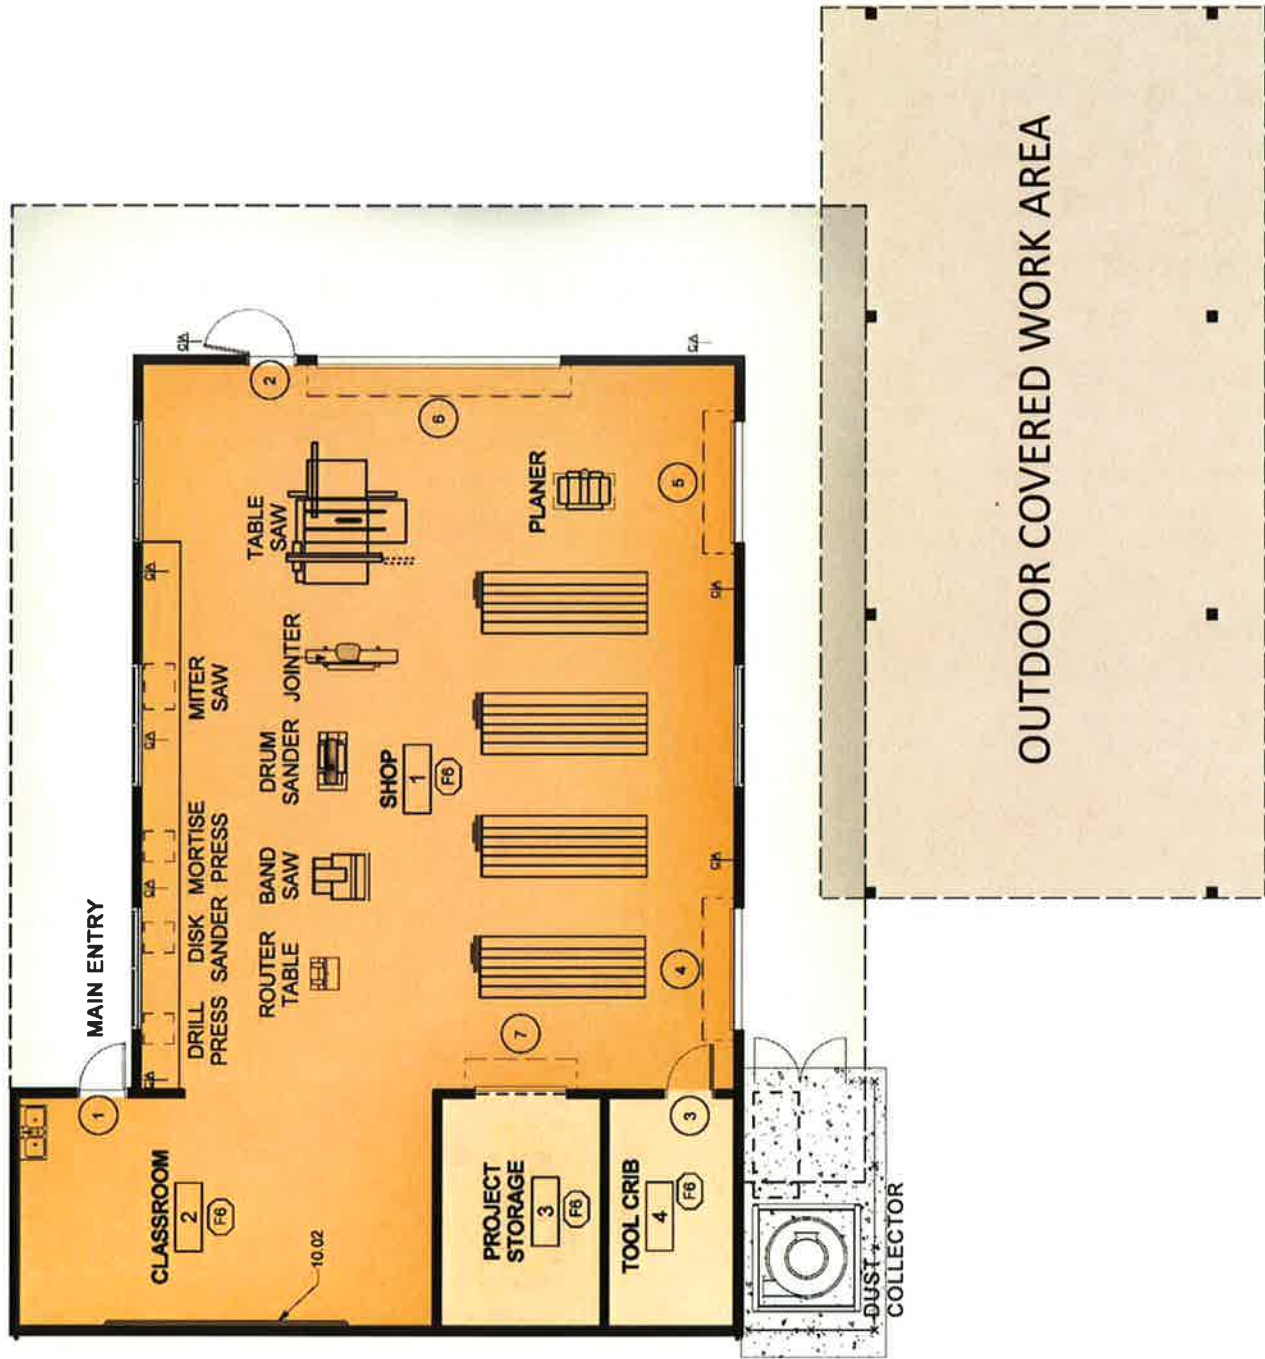 MAIN ENTRY
DRILL
PRESS
DISK
SANDER
MORTISE
PRESS
MITER
SAW
1
2
CLASSROOM
2
F6
10.02
ROUTER
TABLE
BAND
SAW
DRUM
SANDER
JOINTER
TABLE
SAW
SHOP
1
F6
6
PLANER
PROJECT
STORAGE
3
F6
7
TOOL CRIB
4
F6
3
4
5
DUST
COLLECTOR
OUTDOOR COVERED WORK AREA